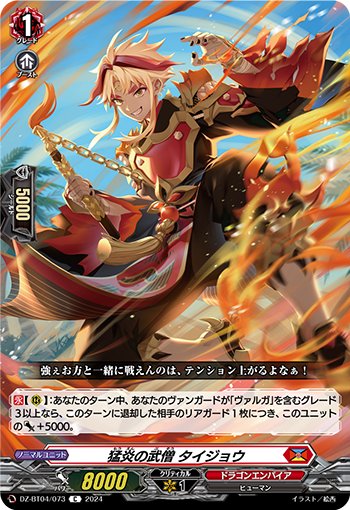 1
グレード
ブースト
5000
シールド
強ぇお方と一緒に戦えんのは、テンション上がるよなぁ！
永【R】：あなたのターン中、あなたのヴァンガードが「ヴァルガ」を含むグレード
3以上なら、このターンに退却した相手のリアガード1枚につき、このユニット
の+5000。
ノーマルユニット
猛炎の武僧 タイジョウ
パワー 8000
クリティカル
1
ドラゴンエンパイア
ヒューマン
DZ-BT04/073 C 2024
イラスト／絵西